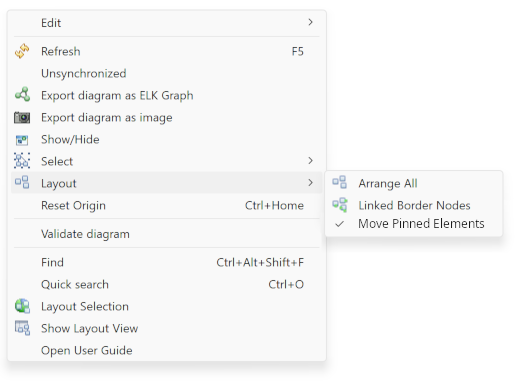 Edit
Refresh F5
Unsynchronized
Export diagram as ELK Graph
Export diagram as image
Show/Hide
Select
Layout
Reset Origin Ctrl+Home
Validate diagram
Find Ctrl+Alt+Shift+F
Quick search Ctrl+O
Layout Selection
Show Layout View
Open User Guide
Arrange All
Linked Border Nodes
Move Pinned Elements